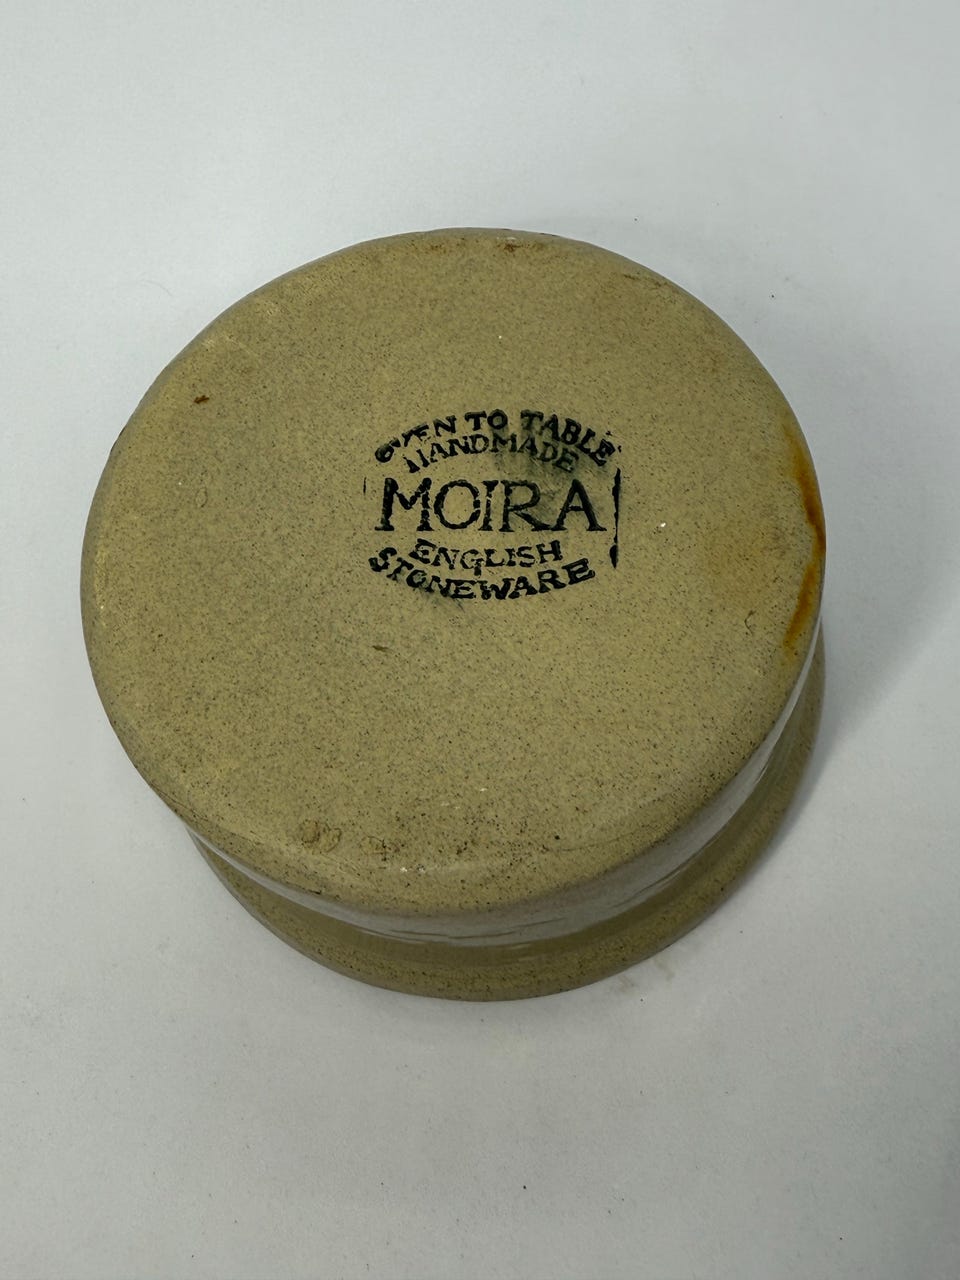 OVEN TO TABLE
HANDMADE
MOIRA
ENGLISH
STONEWARE